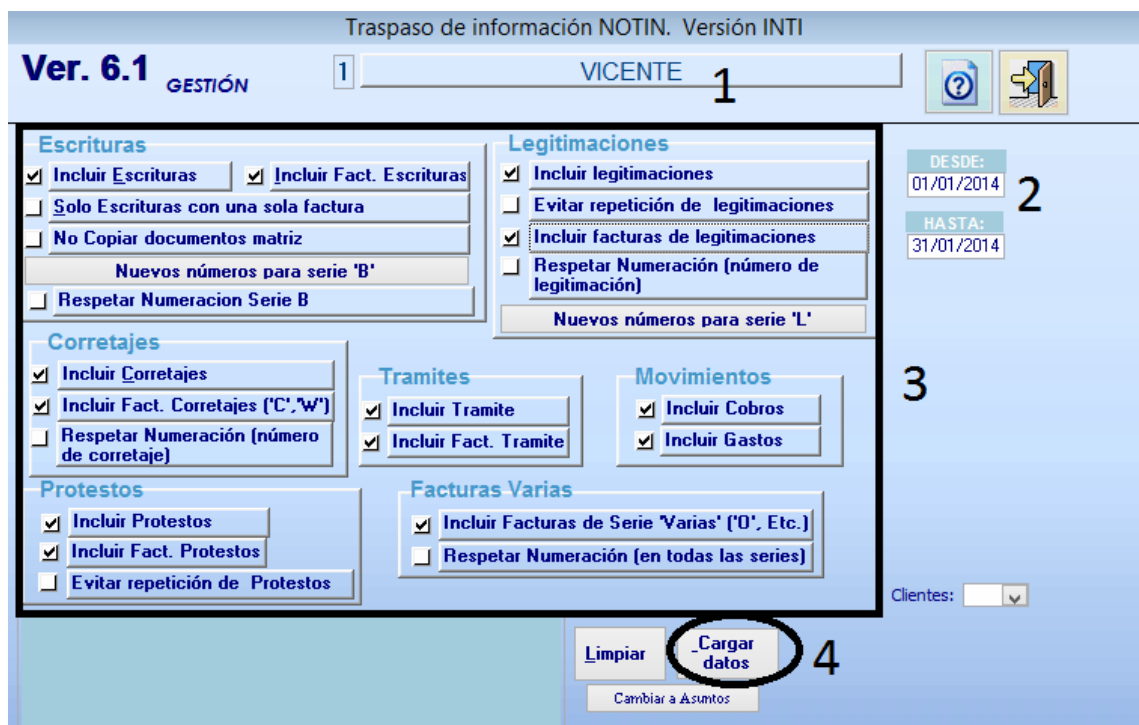 Traspaso de información NOTIN. Versión INTI
Ver. 6.1 GESTIÓN
1 VICENTE 1
Escrituras
Incluir Escrituras Incluir Fact. Escrituras
Solo Escrituras con una sola factura
No Copiar documentos matriz
Nuevos números para serie 'B'
Respetar Numeracion Serie B
Legitimaciones
Incluir legitimaciones
Evitar repetición de legitimaciones
Incluir facturas de legitimaciones
Respetar Numeración (número de
legitimación)
Nuevos números para serie 'L'
DESDE:
01/01/2014
2
HASTA:
31/01/2014
Corretajes
Incluir Corretajes
Incluir Fact. Corretajes ('C','W')
Respetar Numeración (número
de corretaje)
Tramites
Incluir Tramite
Incluir Fact. Tramite
Movimientos
Incluir Cobros
Incluir Gastos
3
Protestos
Incluir Protestos
Incluir Fact. Protestos
Evitar repetición de Protestos
Facturas Varias
Incluir Facturas de Serie 'Varias' ('O', Etc.)
Respetar Numeración (en todas las series)
Clientes:
Limpiar
Cargar
datos
4
Cambiar a Asuntos